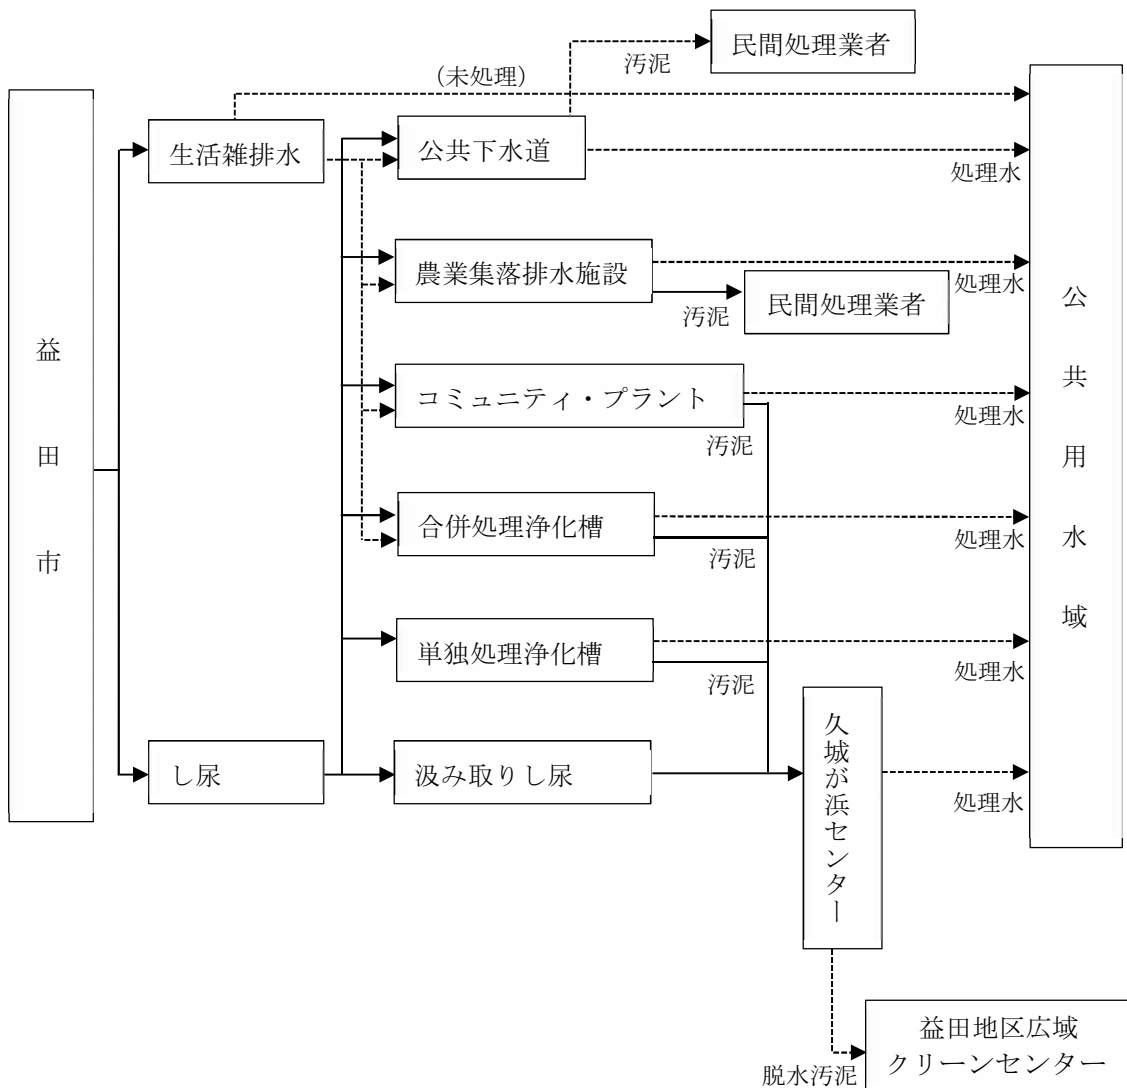 民間処理業者
汚泥
（未処理）
益田市
生活雑排水
公共下水道
処理水
公共用水域
農業集落排水施設
処理水
汚泥
民間処理業者
コミュニティ・プラント
処理水
汚泥
合併処理浄化槽
処理水
汚泥
単独処理浄化槽
処理水
汚泥
久城が浜センター
し尿
汲み取りし尿
処理水
益田地区広域
クリーンセンター
脱水汚泥